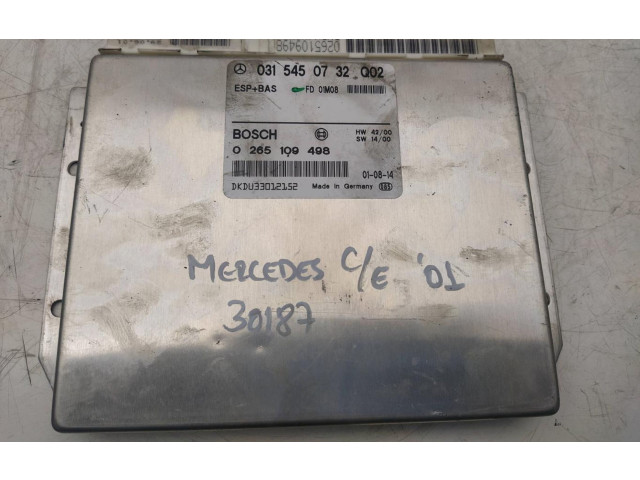 0265109498
031 545 07 32 Q02
ESP+BAS FD 01M08
BOSCH HW 42/00
SW 14/00
0 265 109 498
01-08-14
DKDU33012152 Made in Germany
MERCEDES C/E '01
30187